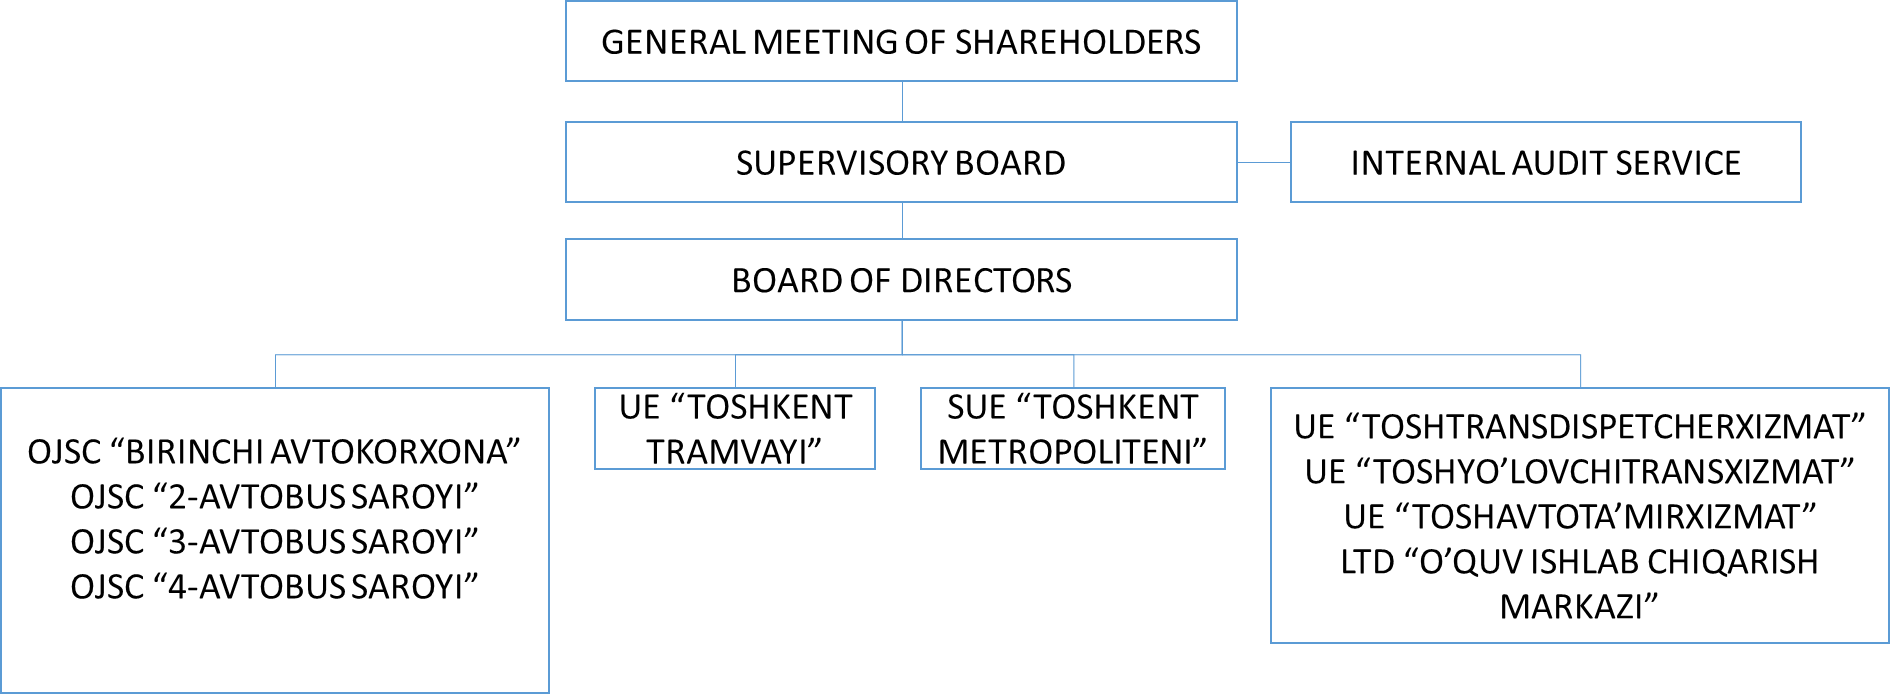 GENERAL MEETING OF SHAREHOLDERS
SUPERVISORY BOARD
INTERNAL AUDIT SERVICE
BOARD OF DIRECTORS
OJSC “BIRINCHI AVTOKORXONA”
OJSC “2-AVTOBUS SAROYI”
OJSC “3-AVTOBUS SAROYI”
OJSC “4-AVTOBUS SAROYI”
UE “TOSHKENT
TRAMVAYI”
SUE “TOSHKENT
METROPOLITENI”
UE “TOSHTRANSDISPETCHERXIZMAT”
UE “TOSHYO’LOVCHITRANSXIZMAT”
UE “TOSHAVTOTA’MIRXIZMAT”
LTD “O’QUV ISHLAB CHIQARISH
MARKAZI”